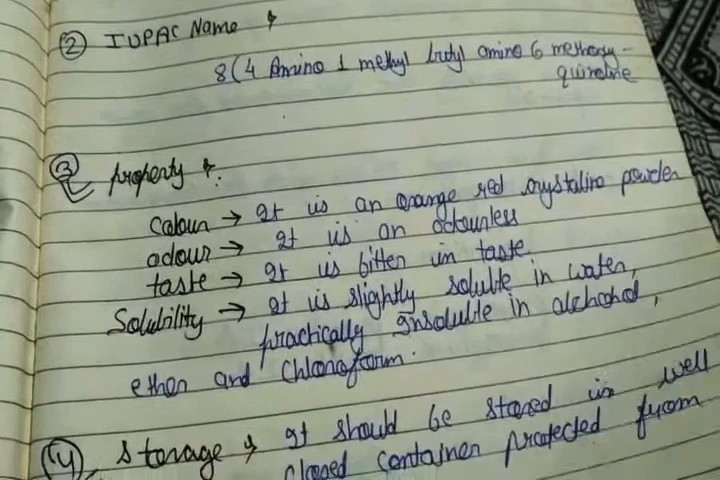 ② IUPAC Name
8(4 Amino 1 methyl butyl amino 6 methoxy-
quinoline
③ property
Colour → It is an orange red crystaline powder
odour → It is an odourless
taste → It is bitter in taste.
Solubility → It is slightly soluble in water,
practically Insoluble in alchohol,
ether and Chloroform.
④ Storage → It should be stored in well
closed container protected from